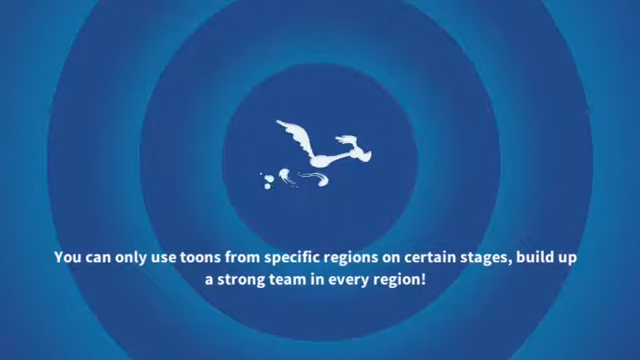 You can only use toons from specific regions on certain stages, build up
a strong team in every region!